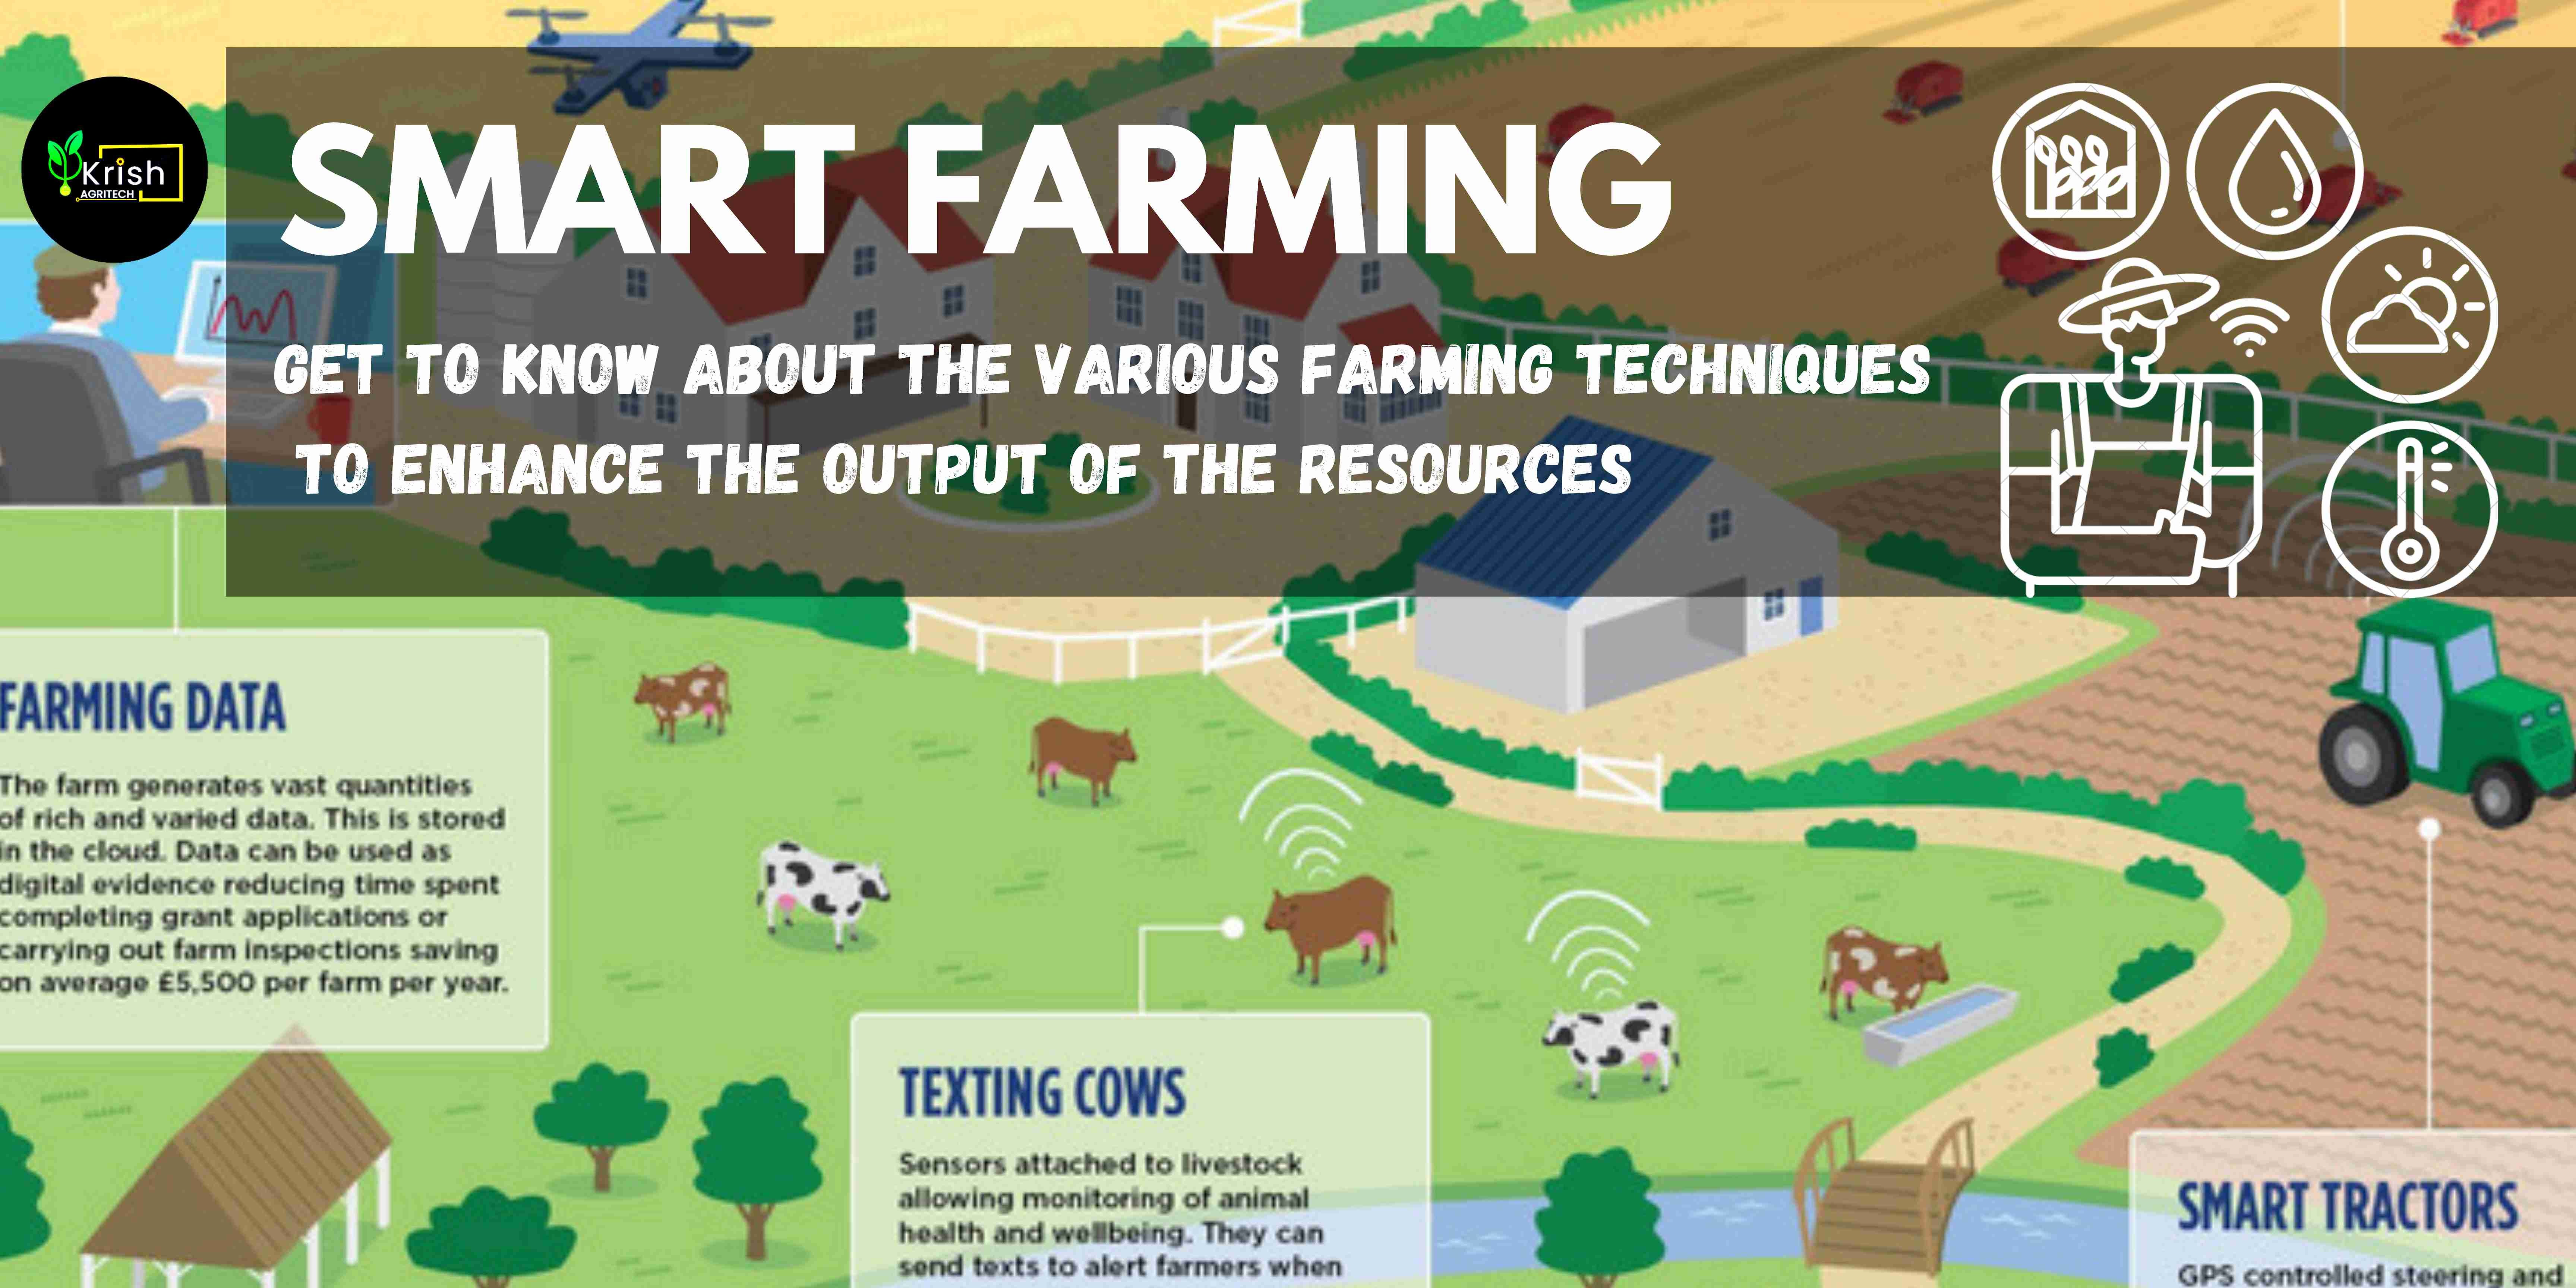 Krish
AGRITECH
SMART FARMING
GET TO KNOW ABOUT THE VARIOUS FARMING TECHNIQUES
TO ENHANCE THE OUTPUT OF THE RESOURCES
FARMING DATA
The farm generates vast quantities
of rich and varied data. This is stored
in the cloud. Data can be used as
digital evidence reducing time spent
completing grant applications or
carrying out farm inspections saving
on average £5,500 per farm per year.
TEXTING COWS
Sensors attached to livestock
allowing monitoring of animal
health and wellbeing. They can
send texts to alert farmers when
SMART TRACTORS
GPS controlled steering and